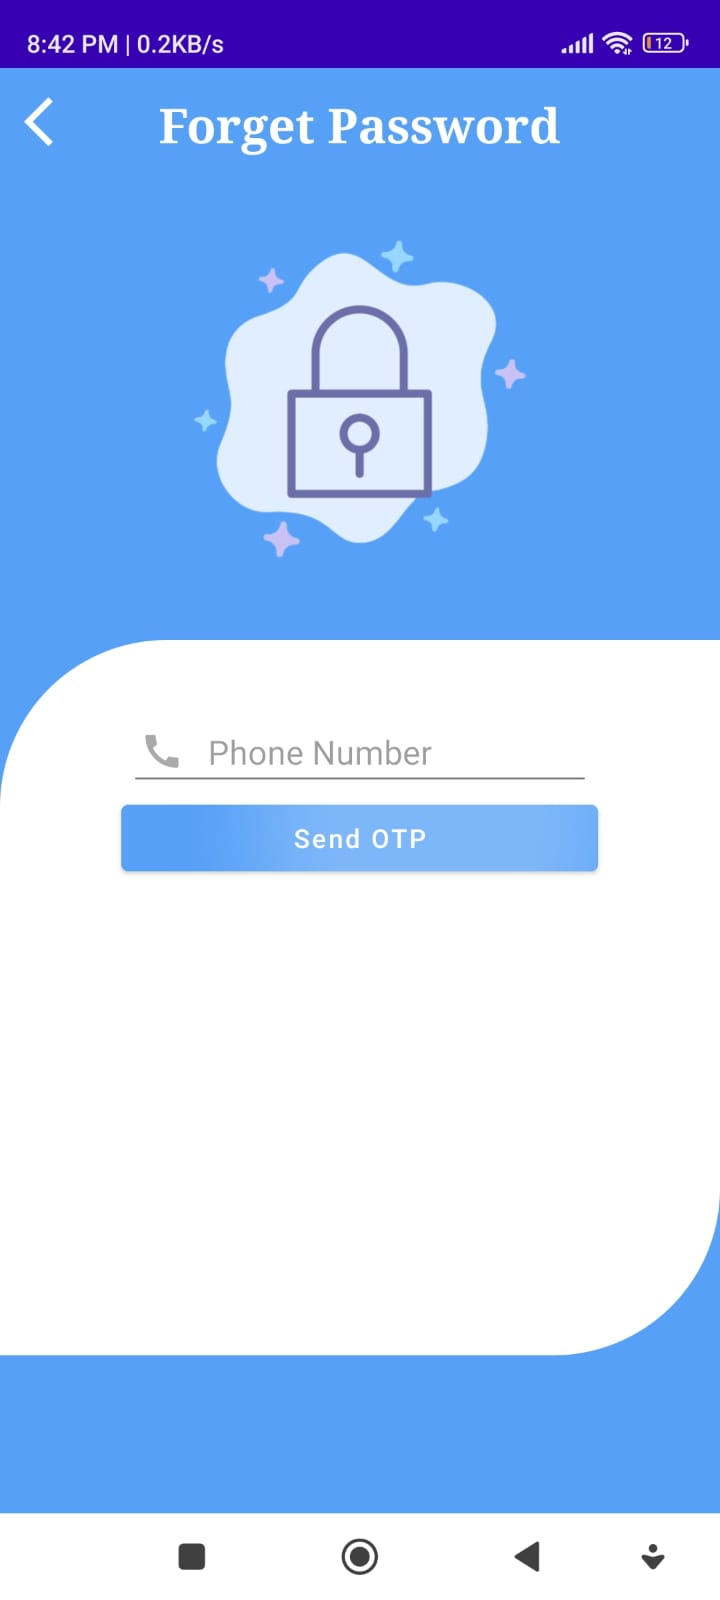 8:42 PM | 0.2KB/s 12
Forget Password
Phone Number
Send OTP